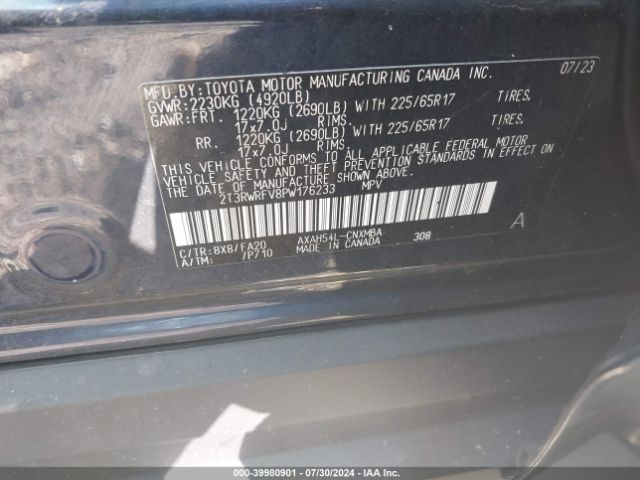 MFD.BY:TOYOTA MOTOR MANUFACTURING CANADA INC. 07/23
GVWR:2230KG (4920LB)
GAWR:FRT. 1220KG (2690LB) WITH 225/65R17 TIRES,
17x7.0J RIMS.
RR. 1220KG (2690LB) WITH 225/65R17 TIRES,
17x7.0J RIMS.
THIS VEHICLE CONFORMS TO ALL APPLICABLE FEDERAL MOTOR
VEHICLE SAFETY AND THEFT PREVENTION STANDARDS IN EFFECT ON
THE DATE OF MANUFACTURE SHOWN ABOVE.
2T3RWRFV8PW176233 MPV
A
C/TR:8X8/FA20 AXAH54L-CNXMBA 308
A/TM: /P710 MADE IN CANADA
000-39980901 - 07/30/2024 - IAA Inc.